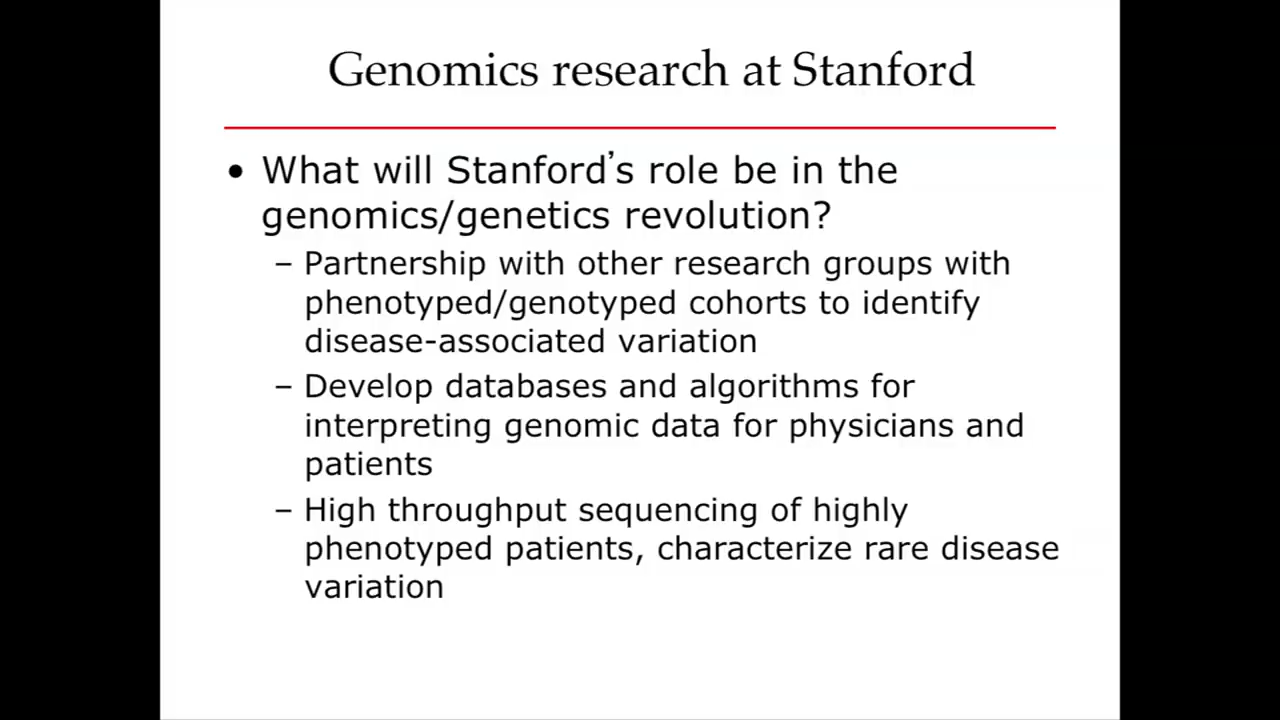 Genomics research at Stanford
• What will Stanford’s role be in the
genomics/genetics revolution?
– Partnership with other research groups with
phenotyped/genotyped cohorts to identify
disease-associated variation
– Develop databases and algorithms for
interpreting genomic data for physicians and
patients
– High throughput sequencing of highly
phenotyped patients, characterize rare disease
variation